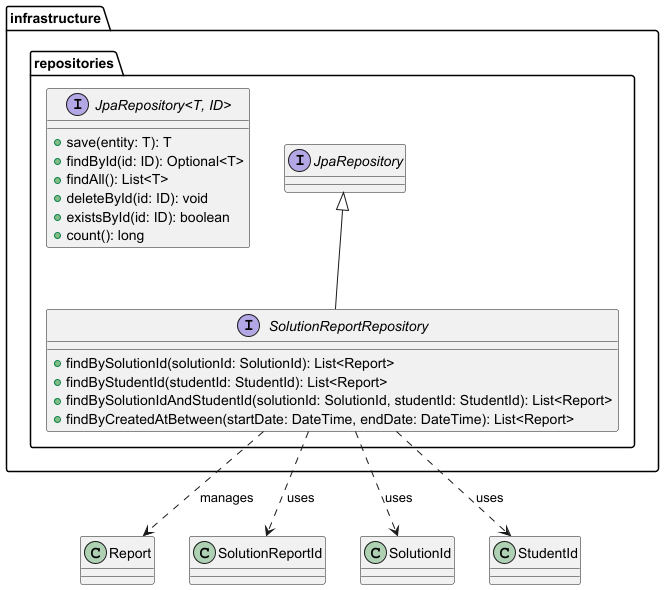 infrastructure
repositories
I JpaRepository<T, ID>
save(entity: T): T
findById(id: ID): Optional<T>
findAll(): List<T>
deleteById(id: ID): void
existsById(id: ID): boolean
count(): long
I JpaRepository
I SolutionReportRepository
findBySolutionId(solutionId: SolutionId): List<Report>
findByStudentId(studentId: StudentId): List<Report>
findBySolutionIdAndStudentId(solutionId: SolutionId, studentId: StudentId): List<Report>
findByCreatedAtBetween(startDate: DateTime, endDate: DateTime): List<Report>
manages
uses
uses
uses
C Report
C SolutionReportId
C SolutionId
C StudentId